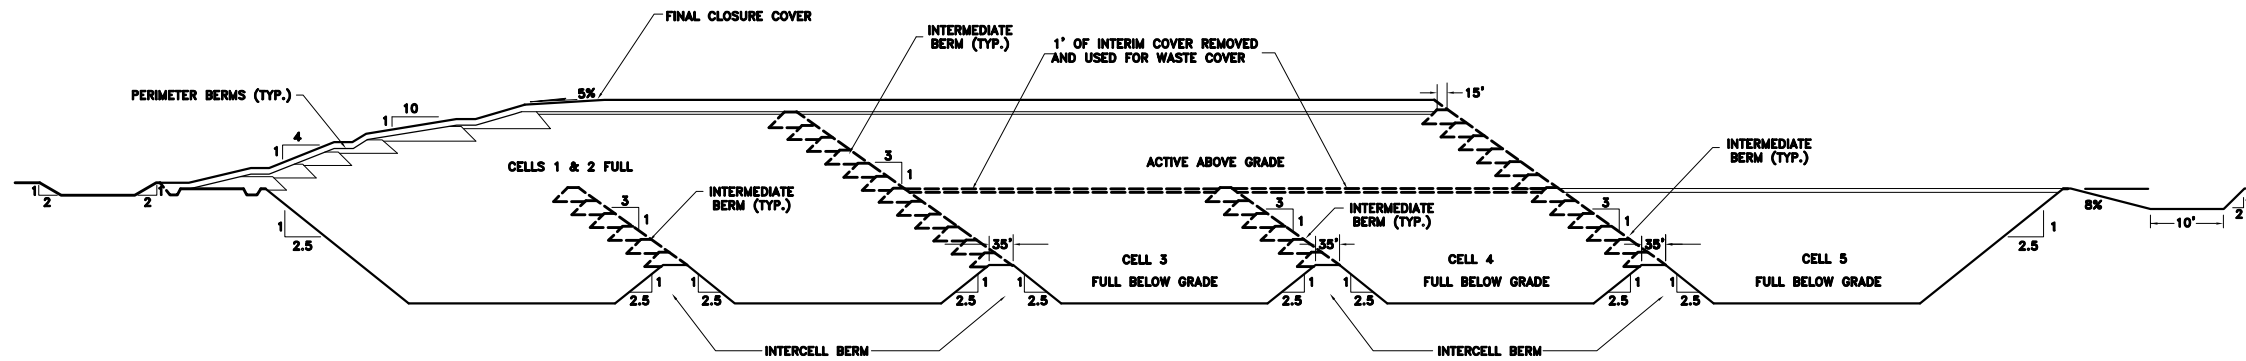 FINAL CLOSURE COVER
INTERMEDIATE
BERM (TYP.)
1' OF INTERIM COVER REMOVED
AND USED FOR WASTE COVER
PERIMETER BERMS (TYP.)
5%
15'
10
1
4
1
3
1
CELLS 1 & 2 FULL
ACTIVE ABOVE GRADE
INTERMEDIATE
BERM (TYP.)
1
2
1
2
INTERMEDIATE
BERM (TYP.)
3
1
INTERMEDIATE
BERM (TYP.)
3
1
3
1
8%
10'
2
1
2.5
1
2.5
35'
35'
35'
CELL 3
FULL BELOW GRADE
CELL 4
FULL BELOW GRADE
CELL 5
FULL BELOW GRADE
1
2.5
1
2.5
1
2.5
1
2.5
1
2.5
1
2.5
1
2.5
1
2.5
INTERCELL BERM
INTERCELL BERM